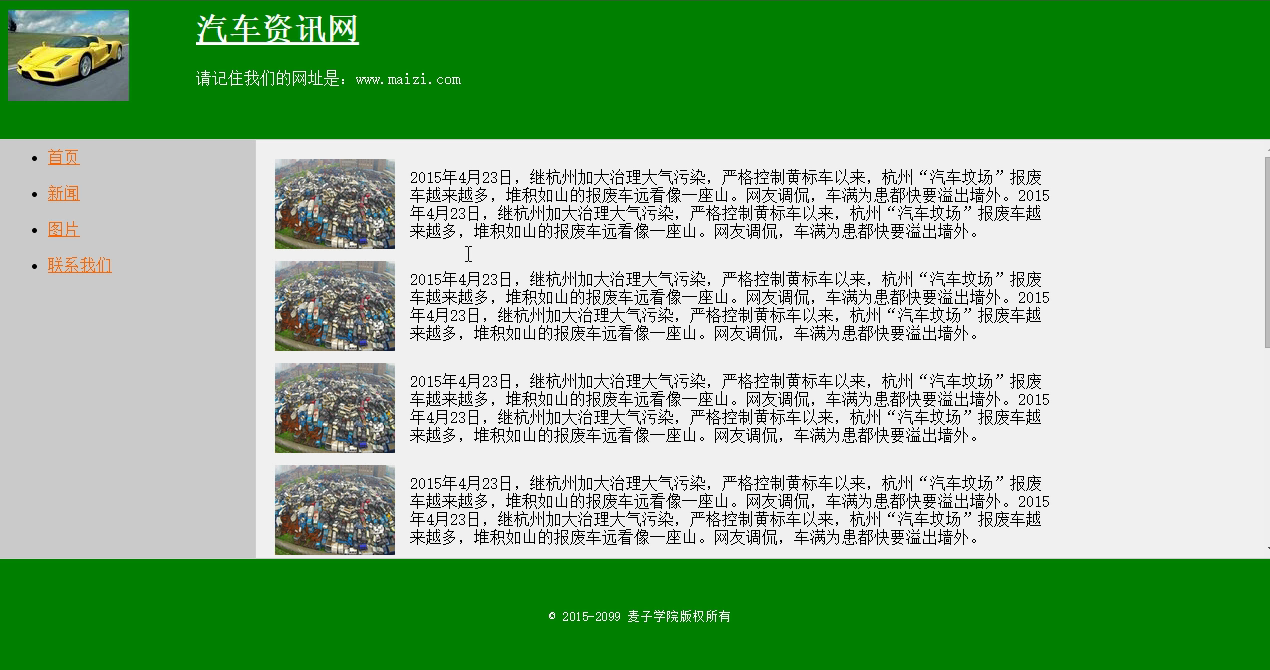 汽车资讯网
请记住我们的网址是：www.maizi.com
首页
新闻
图片
联系我们
2015年4月23日，继杭州加大治理大气污染，严格控制黄标车以来，杭州“汽车坟场”报废
车越来越多，堆积如山的报废车远看像一座山。网友调侃，车满为患都快要溢出墙外。2015
年4月23日，继杭州加大治理大气污染，严格控制黄标车以来，杭州“汽车坟场”报废车越
来越多，堆积如山的报废车远看像一座山。网友调侃，车满为患都快要溢出墙外。
2015年4月23日，继杭州加大治理大气污染，严格控制黄标车以来，杭州“汽车坟场”报废
车越来越多，堆积如山的报废车远看像一座山。网友调侃，车满为患都快要溢出墙外。2015
年4月23日，继杭州加大治理大气污染，严格控制黄标车以来，杭州“汽车坟场”报废车越
来越多，堆积如山的报废车远看像一座山。网友调侃，车满为患都快要溢出墙外。
2015年4月23日，继杭州加大治理大气污染，严格控制黄标车以来，杭州“汽车坟场”报废
车越来越多，堆积如山的报废车远看像一座山。网友调侃，车满为患都快要溢出墙外。2015
年4月23日，继杭州加大治理大气污染，严格控制黄标车以来，杭州“汽车坟场”报废车越
来越多，堆积如山的报废车远看像一座山。网友调侃，车满为患都快要溢出墙外。
2015年4月23日，继杭州加大治理大气污染，严格控制黄标车以来，杭州“汽车坟场”报废
车越来越多，堆积如山的报废车远看像一座山。网友调侃，车满为患都快要溢出墙外。2015
年4月23日，继杭州加大治理大气污染，严格控制黄标车以来，杭州“汽车坟场”报废车越
来越多，堆积如山的报废车远看像一座山。网友调侃，车满为患都快要溢出墙外。
© 2015-2099 麦子学院版权所有